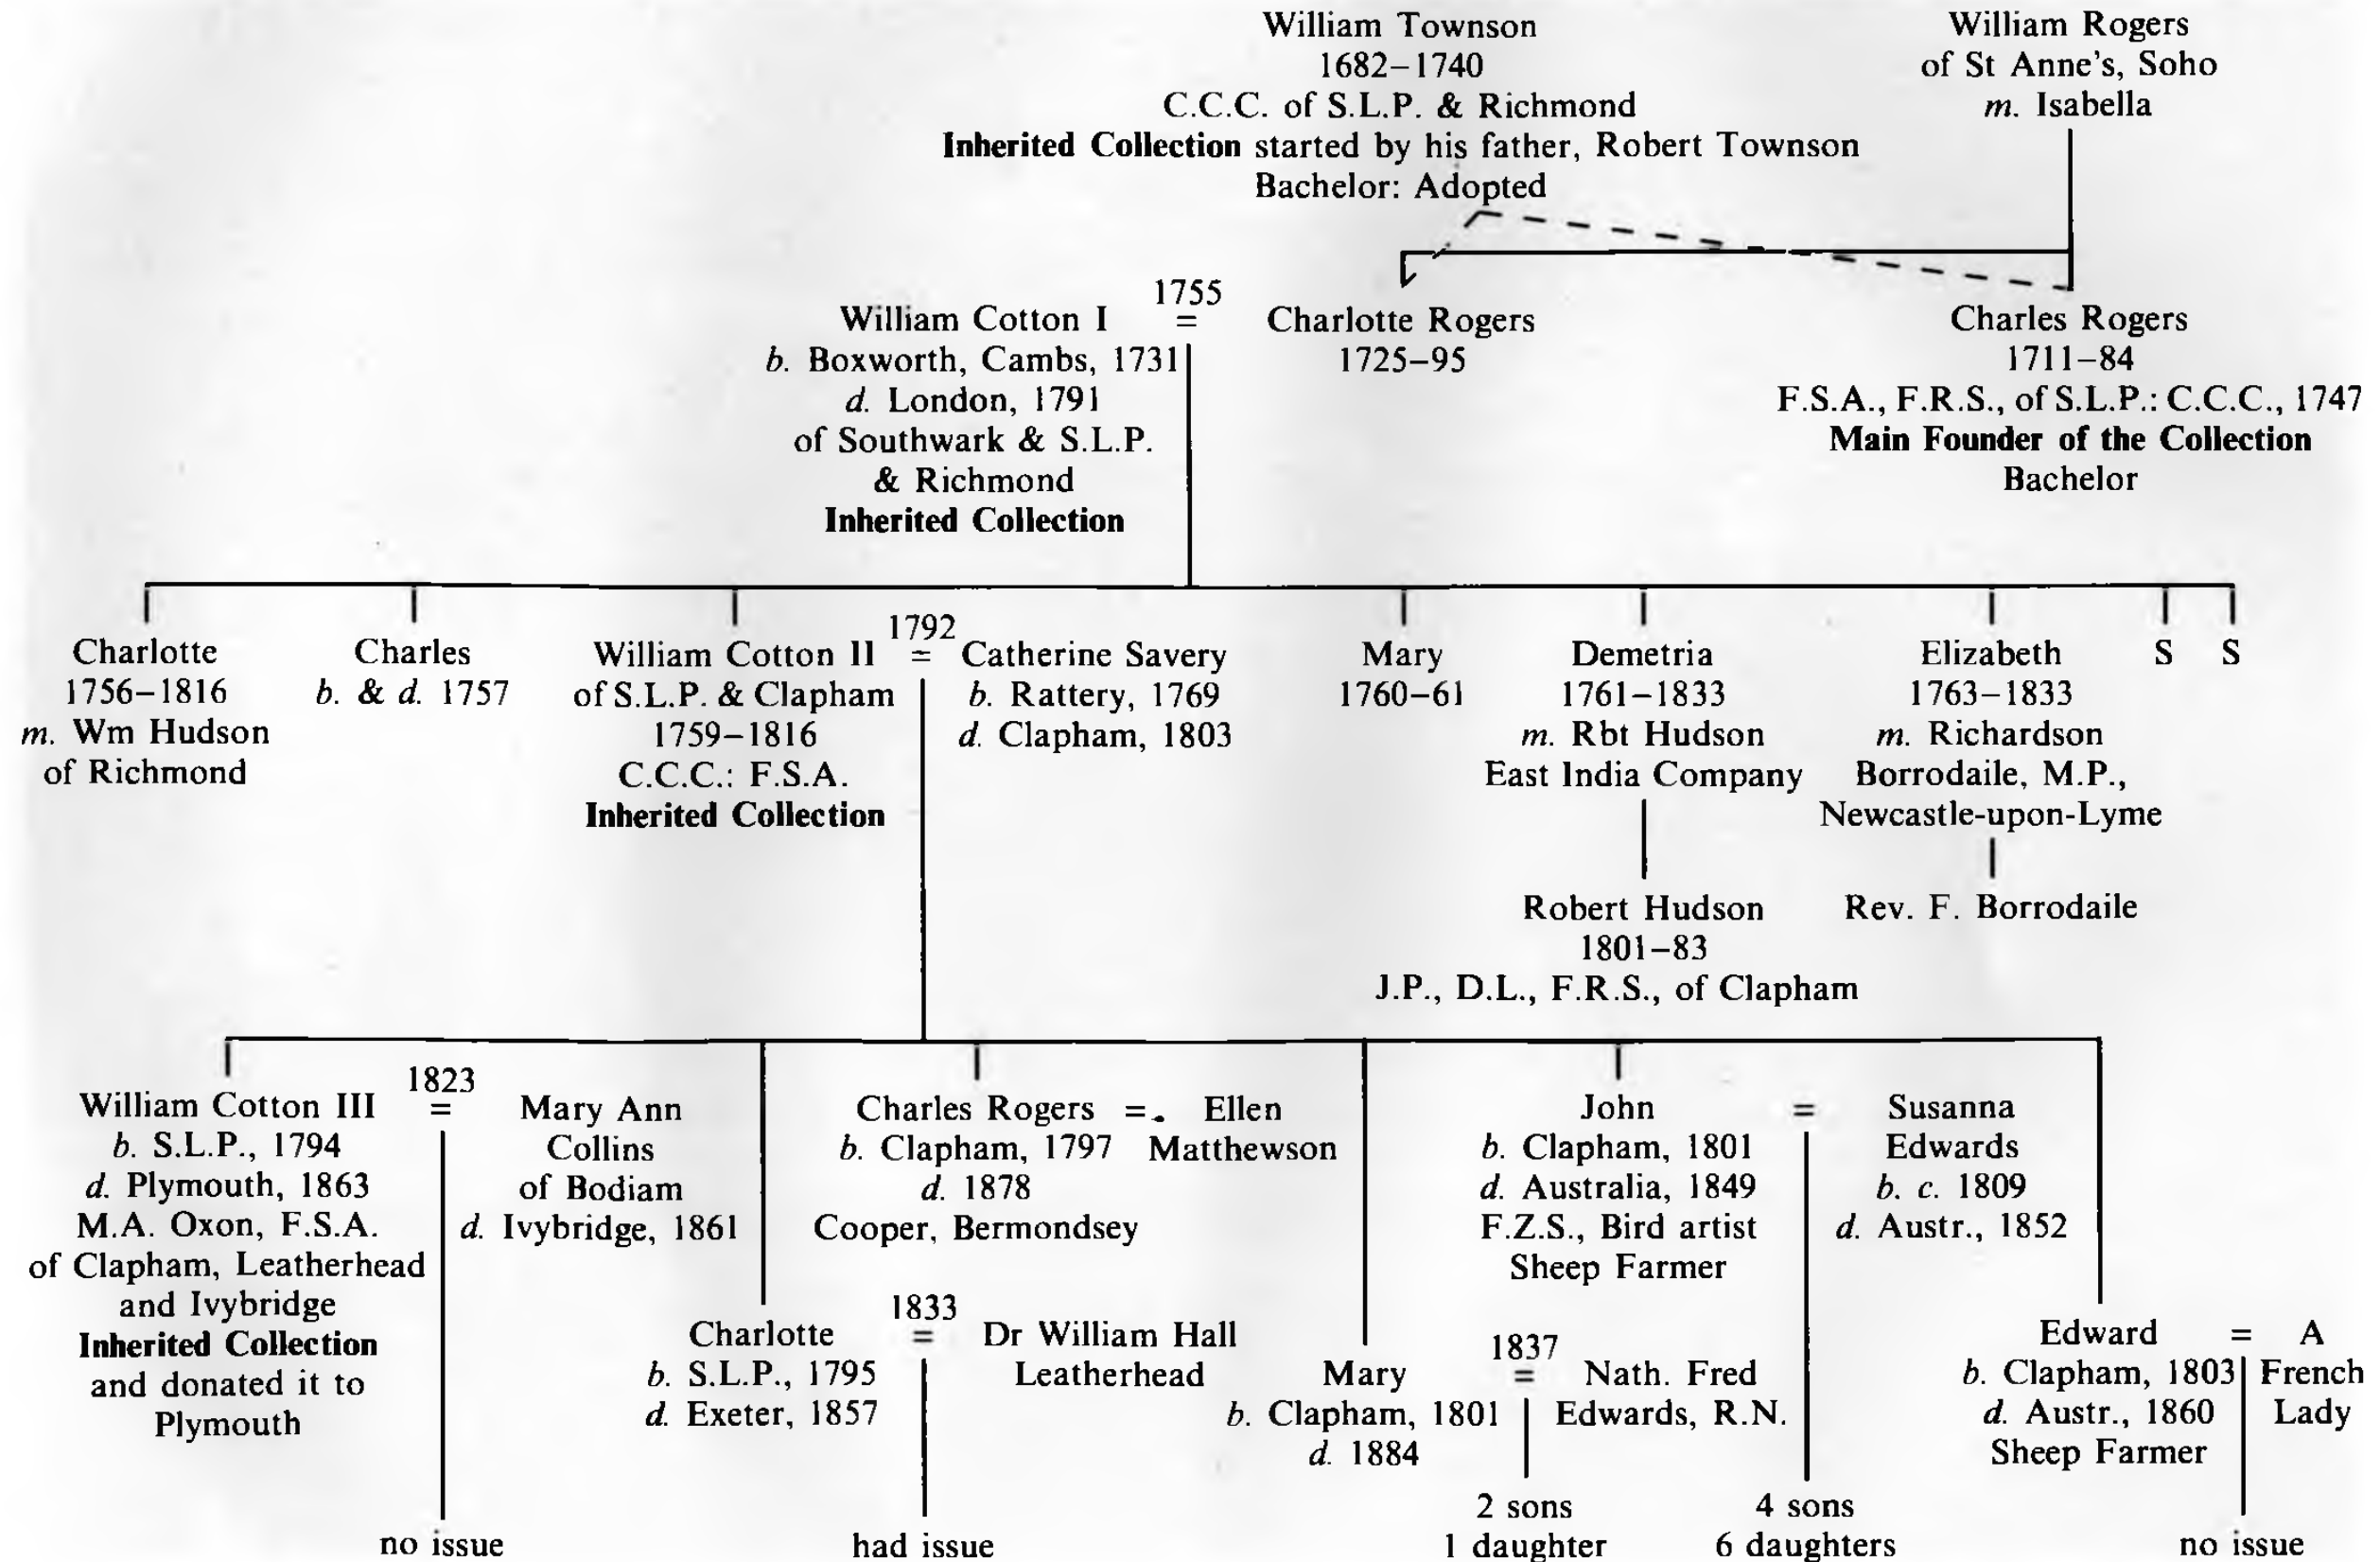 William Townson
1682–1740
C.C.C. of S.L.P. & Richmond
Inherited Collection started by his father, Robert Townson
Bachelor: Adopted
William Rogers
of St Anne's, Soho
m. Isabella
William Cotton I
b. Boxworth, Cambs, 1731
d. London, 1791
of Southwark & S.L.P.
& Richmond
Inherited Collection
1755
=
Charlotte Rogers
1725–95
Charles Rogers
1711–84
F.S.A., F.R.S., of S.L.P.: C.C.C., 1747
Main Founder of the Collection
Bachelor
Charlotte
1756–1816
m. Wm Hudson
of Richmond
Charles
b. & d. 1757
William Cotton II
of S.L.P. & Clapham
1759–1816
C.C.C.: F.S.A.
Inherited Collection
1792
=
Catherine Savery
b. Rattery, 1769
d. Clapham, 1803
Mary
1760–61
Demetria
1761–1833
m. Rbt Hudson
East India Company
Elizabeth
1763–1833
m. Richardson
Borrodaile, M.P.,
Newcastle-upon-Lyme
S
S
Robert Hudson
1801–83
J.P., D.L., F.R.S., of Clapham
Rev. F. Borrodaile
William Cotton III
b. S.L.P., 1794
d. Plymouth, 1863
M.A. Oxon, F.S.A.
of Clapham, Leatherhead
and Ivybridge
Inherited Collection
and donated it to
Plymouth
1823
=
Mary Ann
Collins
of Bodiam
d. Ivybridge, 1861
no issue
Charles Rogers = Ellen
b. Clapham, 1797 Matthewson
d. 1878
Cooper, Bermondsey
Charlotte
b. S.L.P., 1795
d. Exeter, 1857
1833
=
Dr William Hall
Leatherhead
had issue
John
b. Clapham, 1801
d. Australia, 1849
F.Z.S., Bird artist
Sheep Farmer
=
Susanna
Edwards
b. c. 1809
d. Austr., 1852
Mary
b. Clapham, 1801
d. 1884
1837
=
Nath. Fred
Edwards, R.N.
2 sons
1 daughter
4 sons
6 daughters
Edward
b. Clapham, 1803
d. Austr., 1860
Sheep Farmer
=
A
French
Lady
no issue